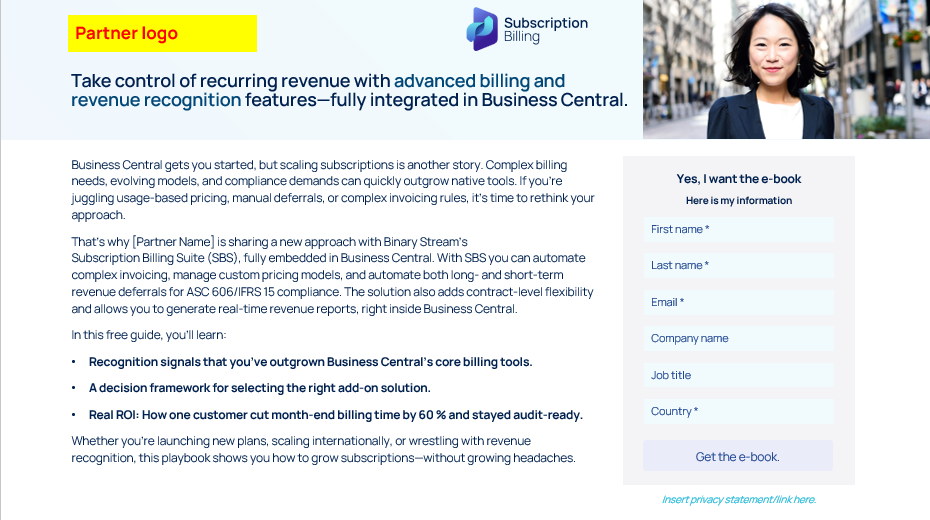 Partner logo
Subscription
Billing
Take control of recurring revenue with advanced billing and
revenue recognition features—fully integrated in Business Central.
Business Central gets you started, but scaling subscriptions is another story. Complex billing
needs, evolving models, and compliance demands can quickly outgrow native tools. If you're
juggling usage-based pricing, manual deferrals, or complex invoicing rules, it's time to rethink your
approach.
That's why [Partner Name] is sharing a new approach with Binary Stream's
Subscription Billing Suite (SBS), fully embedded in Business Central. With SBS you can automate
complex invoicing, manage custom pricing models, and automate both long- and short-term
revenue deferrals for ASC 606/IFRS 15 compliance. The solution also adds contract-level flexibility
and allows you to generate real-time revenue reports, right inside Business Central.
In this free guide, you'll learn:
• Recognition signals that you've outgrown Business Central's core billing tools.
• A decision framework for selecting the right add-on solution.
• Real ROI: How one customer cut month-end billing time by 60 % and stayed audit-ready.
Whether you're launching new plans, scaling internationally, or wrestling with revenue
recognition, this playbook shows you how to grow subscriptions—without growing headaches.
Yes, I want the e-book
Here is my information
First name *
Last name *
Email *
Company name
Job title
Country *
Get the e-book.
Insert privacy statement/link here.